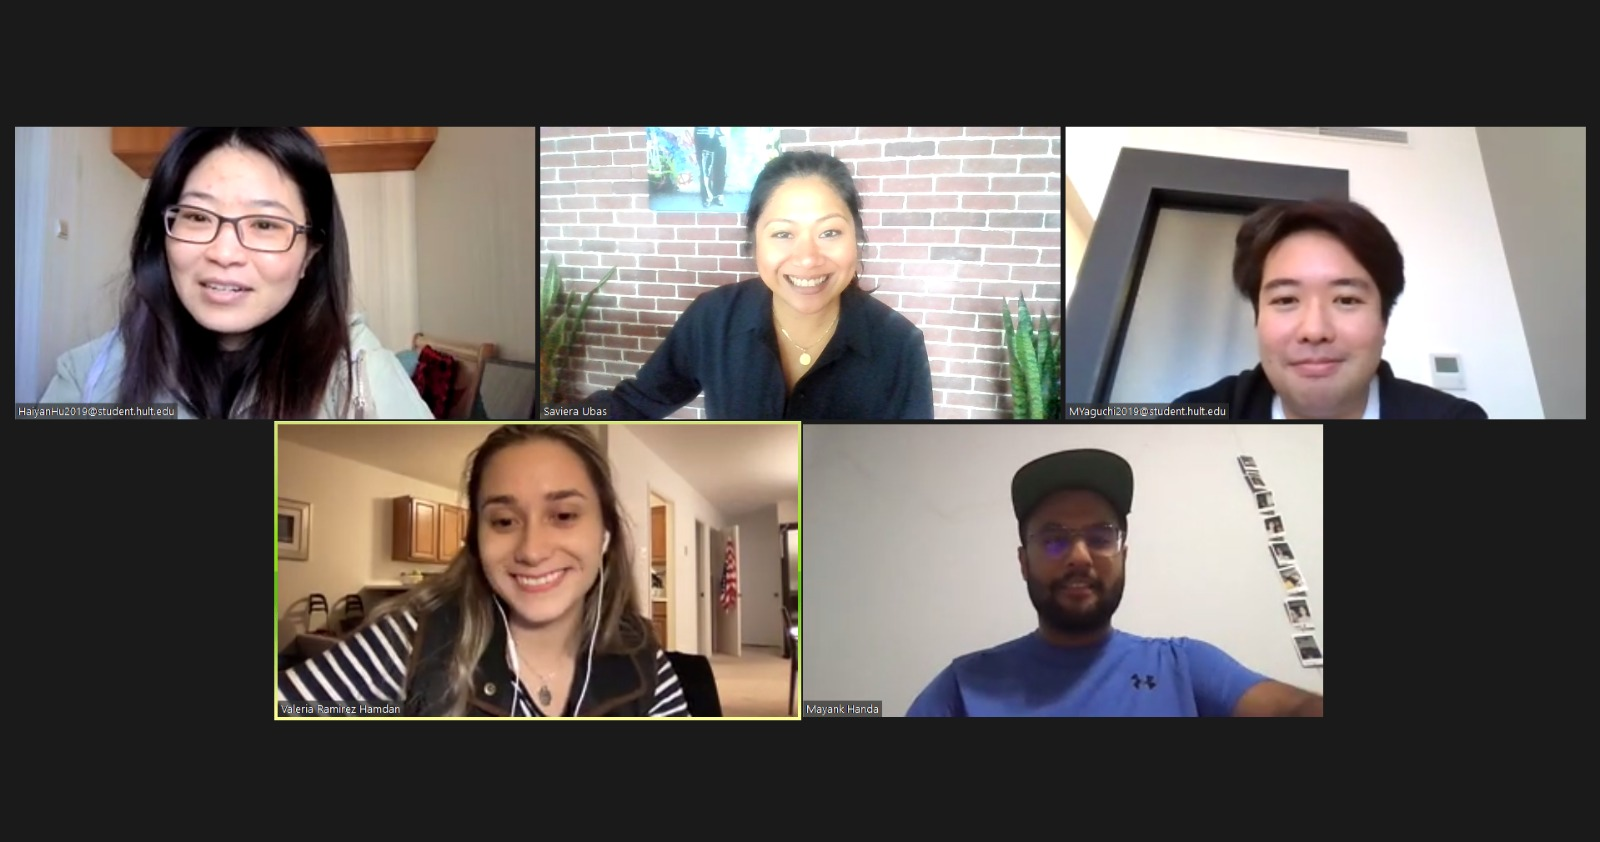 HaiyanHu2019@student.hult.edu
Saviera Ubas
MYaguchi2019@student.hult.edu
Valeria Ramirez Hamdan
Mayank Handa